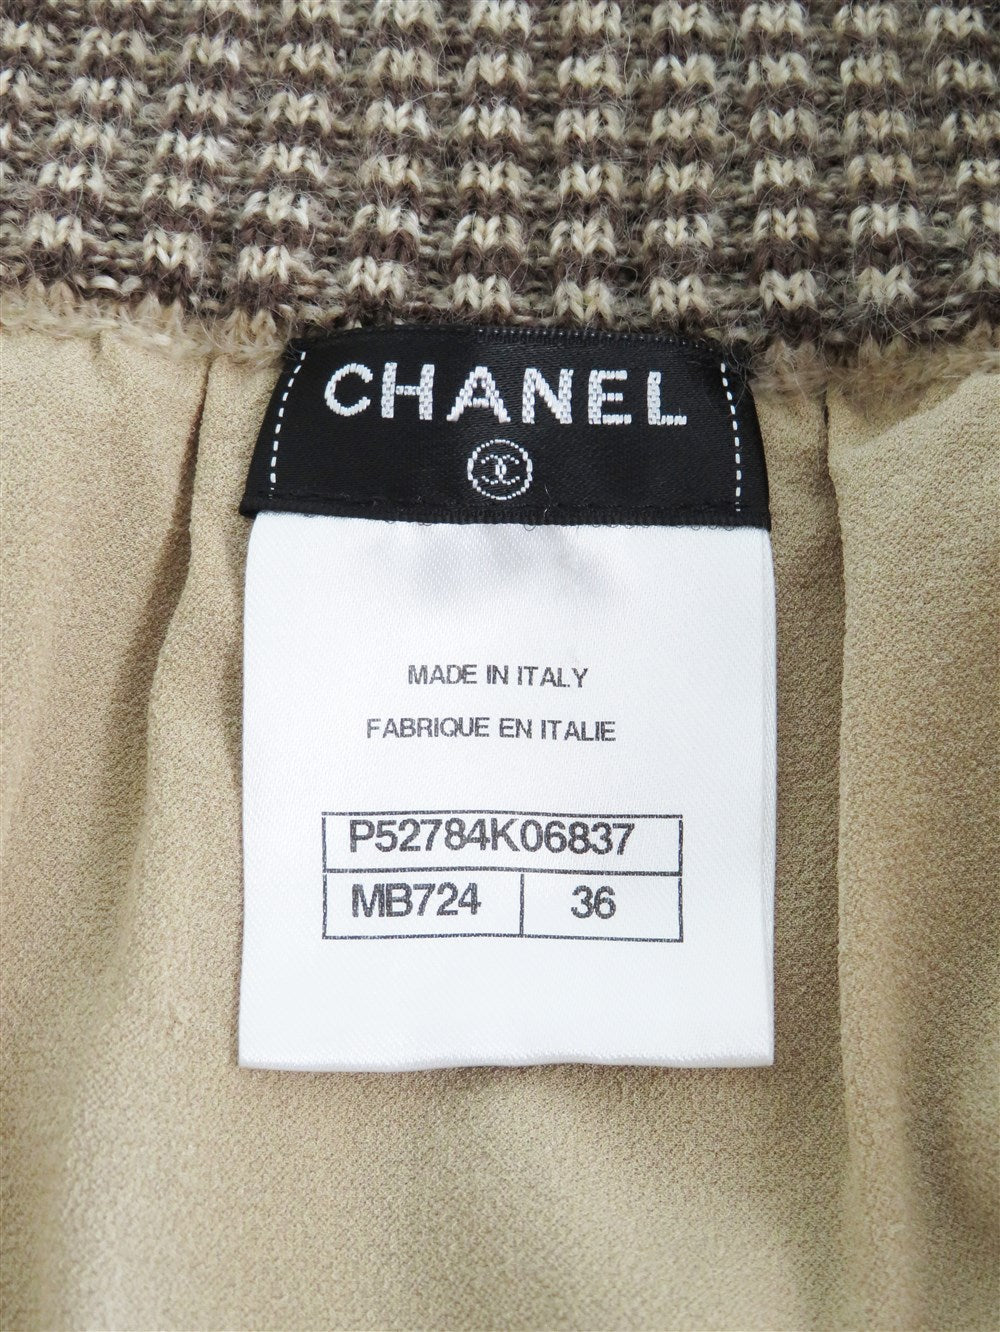 CHANEL
MADE IN ITALY
FABRIQUE EN ITALIE
P52784K06837
MB724 36